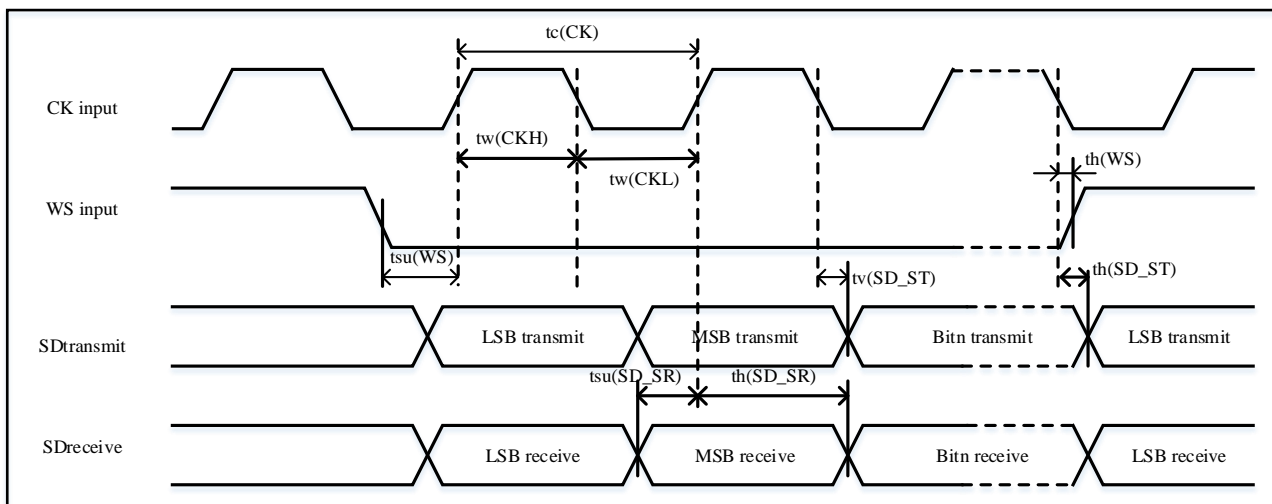 tc(CK)
CK input
tw(CKH)
tw(CKL)
th(WS)
WS input
tsu(WS)
tv(SD_ST)
th(SD_ST)
SDtransmit
LSB transmit
MSB transmit
Bitn transmit
LSB transmit
tsu(SD_SR)
th(SD_SR)
SDreceive
LSB receive
MSB receive
Bitn receive
LSB receive